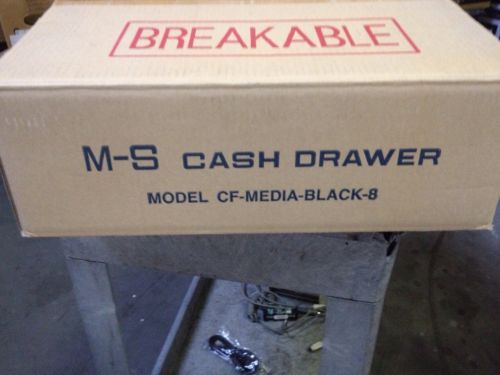 BREAKABLE
M-S CASH DRAWER
MODEL CF-MEDIA-BLACK-8